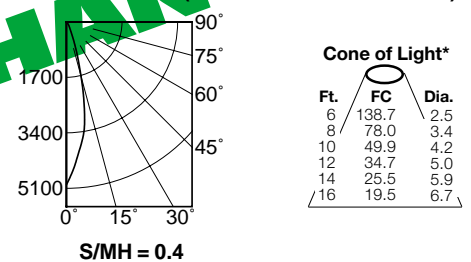 HAN
90°
75°
1700
60°
3400
45°
5100
0° 15° 30°
S/MH = 0.4
Cone of Light*
Ft. FC Dia.
6 138.7 2.5
8 78.0 3.4
10 49.9 4.2
12 34.7 5.0
14 25.5 5.9
16 19.5 6.7